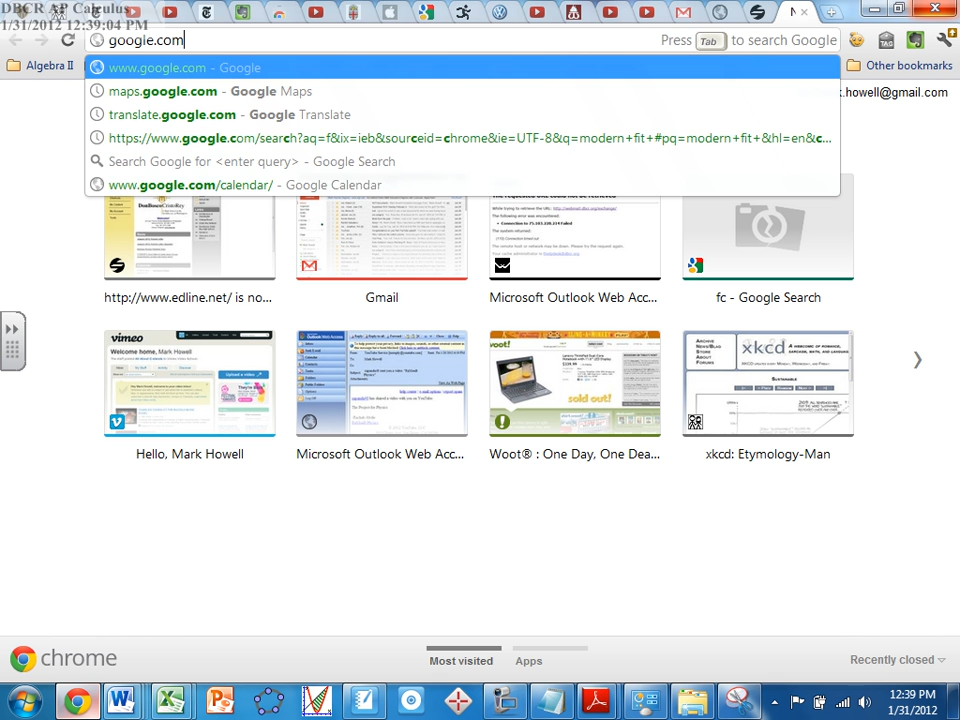 DBCR AP Calculus
1/31/2012 12:39:04 PM
N
google.com
Press Tab to search Google
Algebra II
Other bookmarks
www.google.com - Google
k.howell@gmail.com
maps.google.com - Google Maps
translate.google.com - Google Translate
https://www.google.com/search?aq=f&ix=ieb&sourceid=chrome&ie=UTF-8&q=modern+fit+#pq=modern+fit+&hl=en&c...
Search Google for <enter query> - Google Search
www.google.com/calendar/ - Google Calendar
http://www.edline.net/ is no...
Gmail
Microsoft Outlook Web Acc...
fc - Google Search
vimeo
Welcome home, Mark Howell
woot!
sold out!
xkcd
Hello, Mark Howell
Microsoft Outlook Web Acc...
Woot® : One Day, One Dea...
xkcd: Etymology-Man
chrome
Most visited
Apps
Recently closed
12:39 PM
1/31/2012